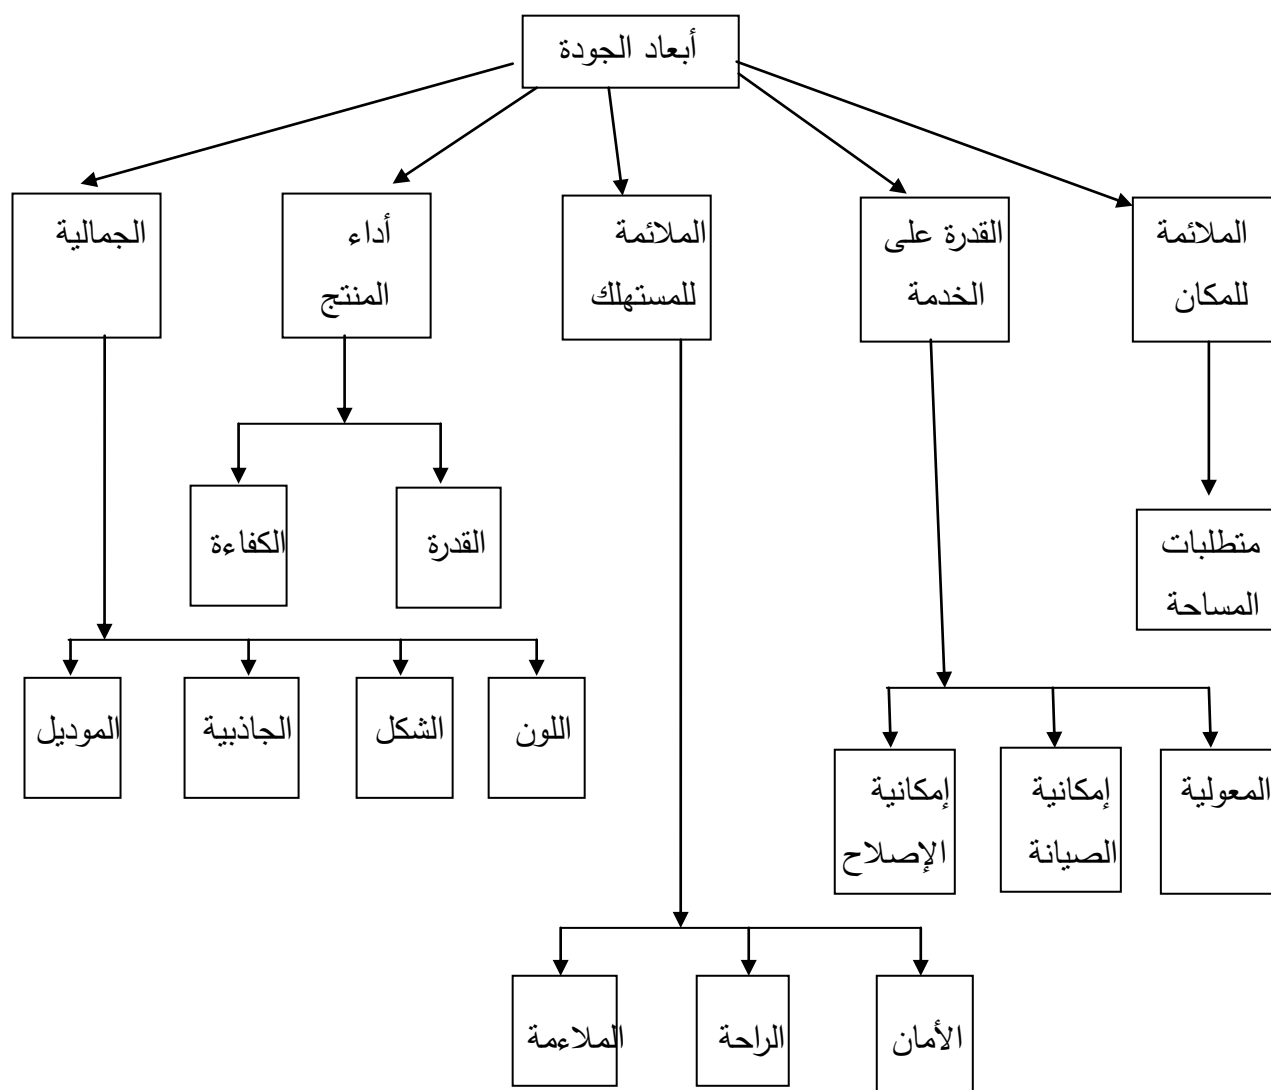 أبعاد الجودة
الملائمة
للمكان
القدرة على
الخدمة
الملائمة
للمستهلك
أداء
المنتج
الجمالية
القدرة
الكفاءة
متطلبات
المساحة
اللون
الشكل
الجاذبية
الموديل
المعولية
إمكانية
الصيانة
إمكانية
الإصلاح
الأمان
الراحة
الملاءمة